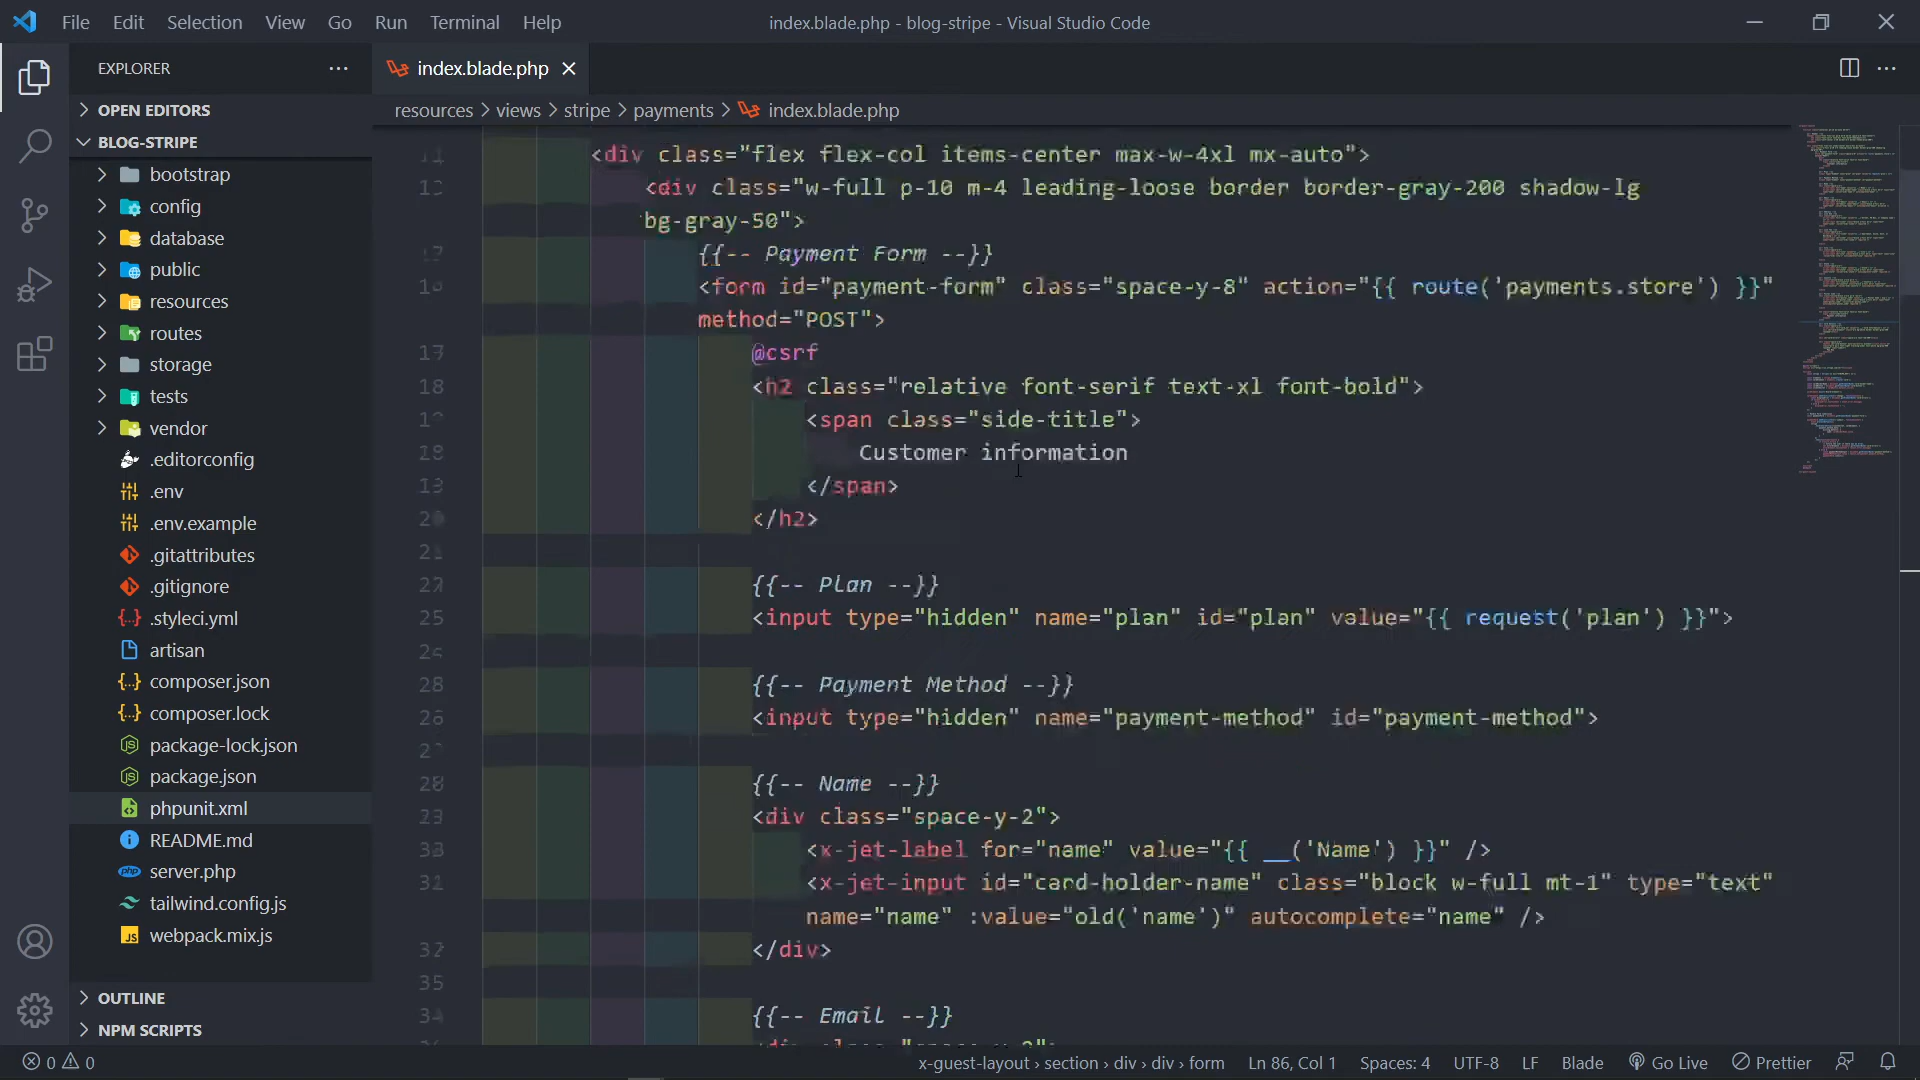 File Edit Selection View Go Run Terminal Help
index.blade.php - blog-stripe - Visual Studio Code
EXPLORER
index.blade.php
OPEN EDITORS
resources > views > stripe > payments > index.blade.php
BLOG-STRIPE
bootstrap
config
database
public
resources
routes
storage
tests
vendor
.editorconfig
.env
.env.example
.gitattributes
.gitignore
.styleci.yml
artisan
composer.json
composer.lock
package-lock.json
package.json
phpunit.xml
README.md
server.php
tailwind.config.js
webpack.mix.js
OUTLINE
NPM SCRIPTS
<div class="flex flex-col items-center max-w-4xl mx-auto">
<div class="w-full p-10 m-4 leading-loose border border-gray-200 shadow-lg
bg-gray-50">
{{-- Payment Form --}}
<form id="payment-form" class="space-y-8" action="{{ route('payments.store') }}"
method="POST">
@csrf
<h2 class="relative font-serif text-xl font-bold">
<span class="side-title">
Customer information
</span>
</h2>
{{-- Plan --}}
<input type="hidden" name="plan" id="plan" value="{{ request('plan') }}">
{{-- Payment Method --}}
<input type="hidden" name="payment-method" id="payment-method">
{{-- Name --}}
<div class="space-y-2">
<x-jet-label for="name" value="{{ __('Name') }}" />
<x-jet-input id="card-holder-name" class="block w-full mt-1" type="text"
name="name" :value="old('name')" autocomplete="name" />
</div>
35
{{-- Email --}}
0 0
x-guest-layout › section › div › div › form
Ln 86, Col 1
Spaces: 4
UTF-8
LF
Blade
Go Live
Prettier